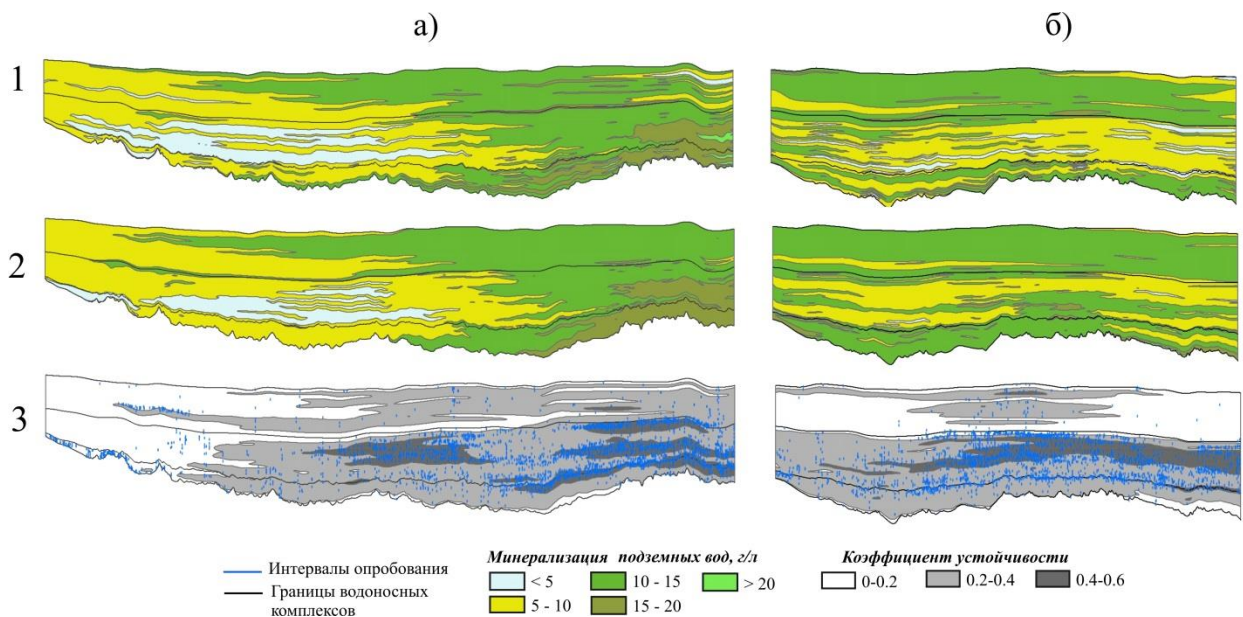 а)
б)
1
2
3
Интервалы опробования
Границы водоносных
комплексов
Минерализация подземных вод, г/л
< 5
10 - 15
> 20
5 - 10
15 - 20
Коэффициент устойчивости
0-0.2
0.2-0.4
0.4-0.6